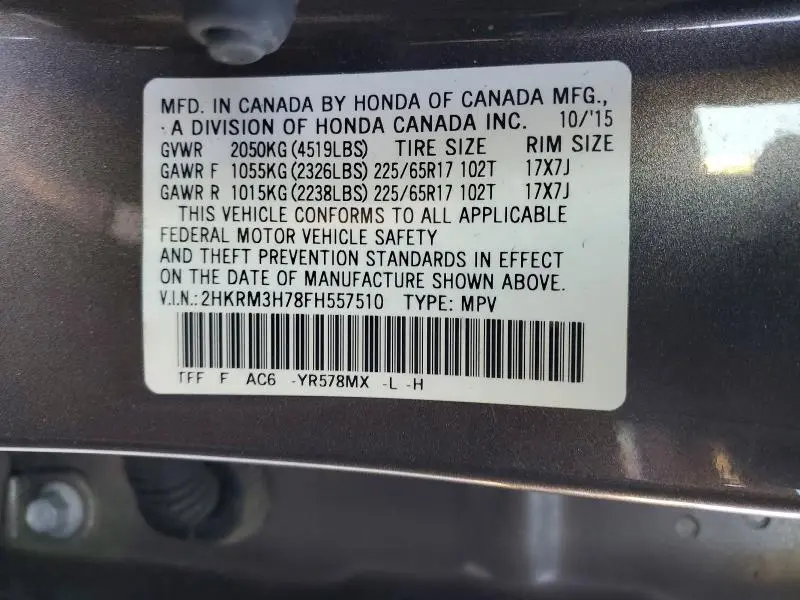 MFD. IN CANADA BY HONDA OF CANADA MFG.,
A DIVISION OF HONDA CANADA INC. 10/'15
GVWR 2050KG (4519LBS) TIRE SIZE RIM SIZE
GAWR F 1055KG (2326LBS) 225/65R17 102T 17X7J
GAWR R 1015KG (2238LBS) 225/65R17 102T 17X7J
THIS VEHICLE CONFORMS TO ALL APPLICABLE
FEDERAL MOTOR VEHICLE SAFETY
AND THEFT PREVENTION STANDARDS IN EFFECT
ON THE DATE OF MANUFACTURE SHOWN ABOVE.
V.I.N.: 2HKRM3H78FH557510 TYPE: MPV
F AC6 -YR578MX -L -H